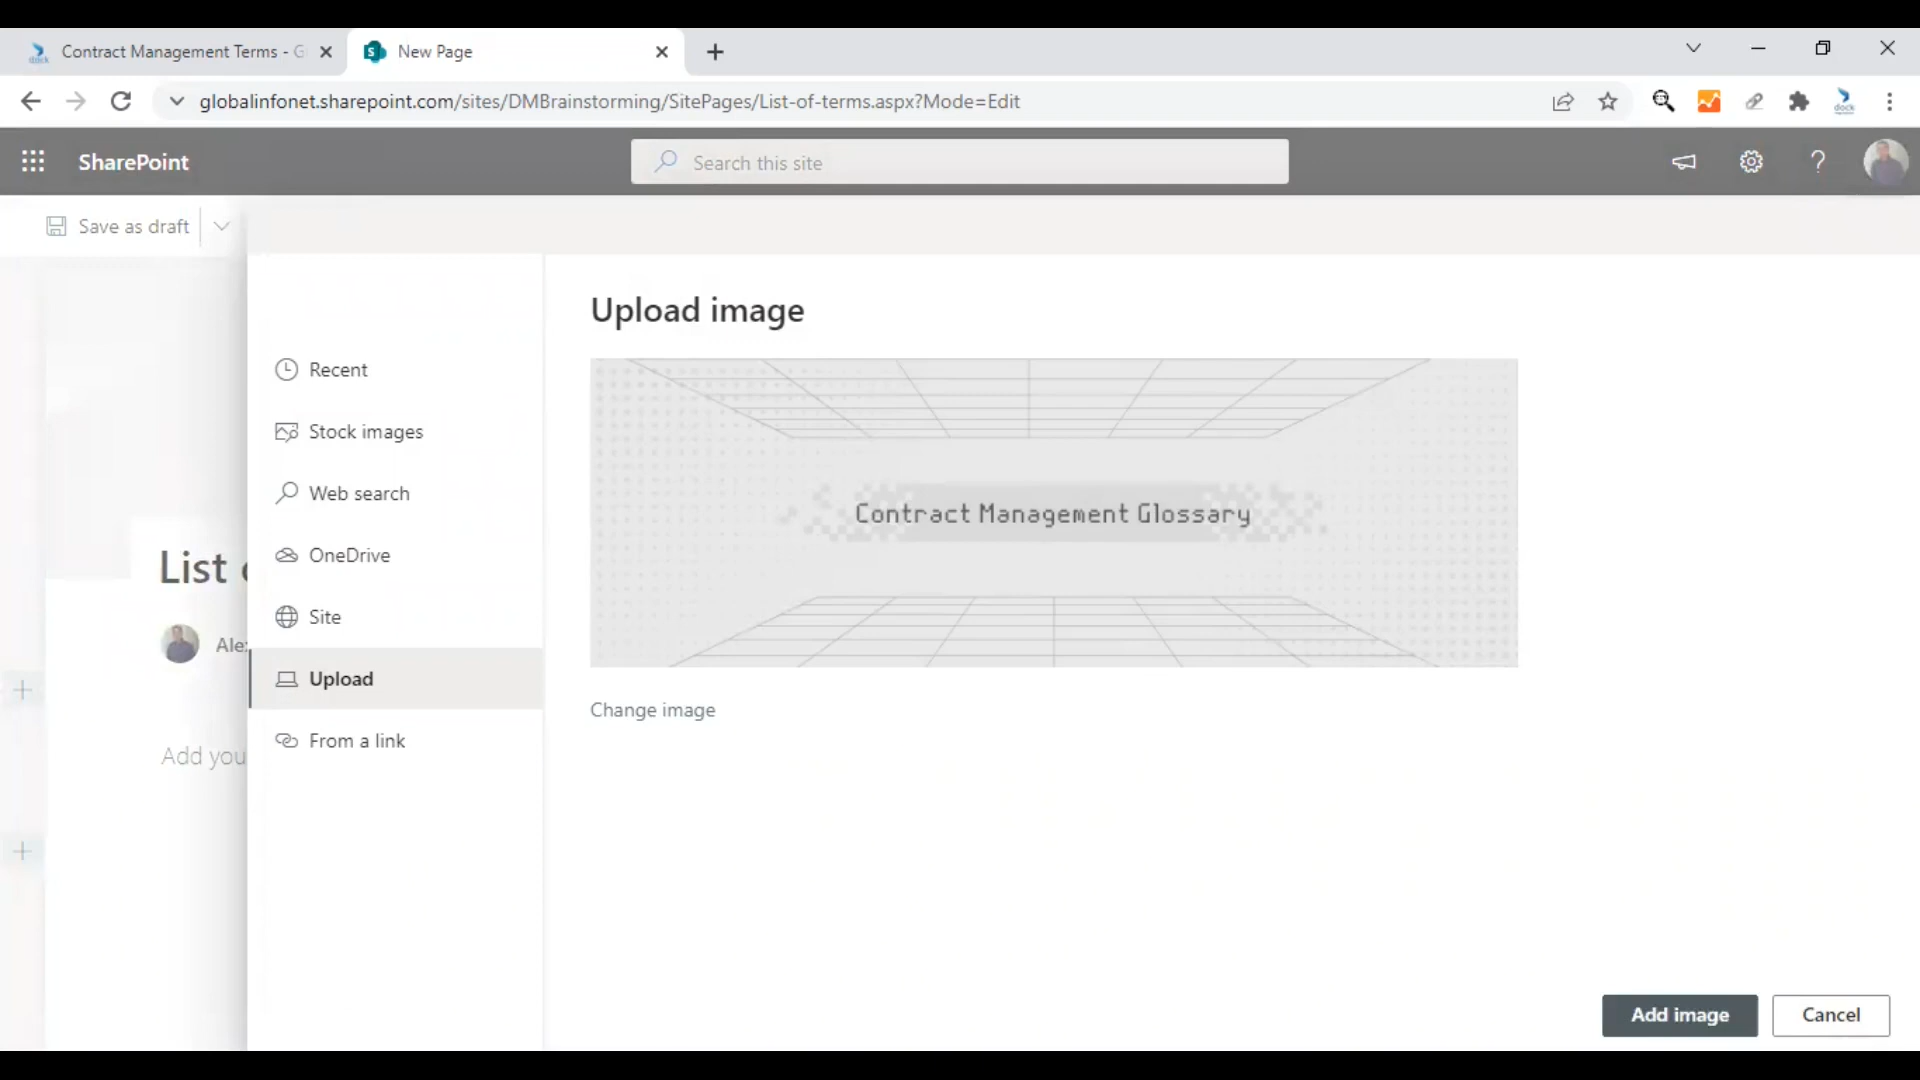 Contract Management Terms - G
New Page
globalinfonet.sharepoint.com/sites/DMBrainstorming/SitePages/List-of-terms.aspx?Mode=Edit
dock
SharePoint
Search this site
Save as draft
Upload image
Recent
Stock images
Web search
OneDrive
Site
Upload
From a link
Contract Management Glossary
Change image
List
Ale
Add you
Add image
Cancel